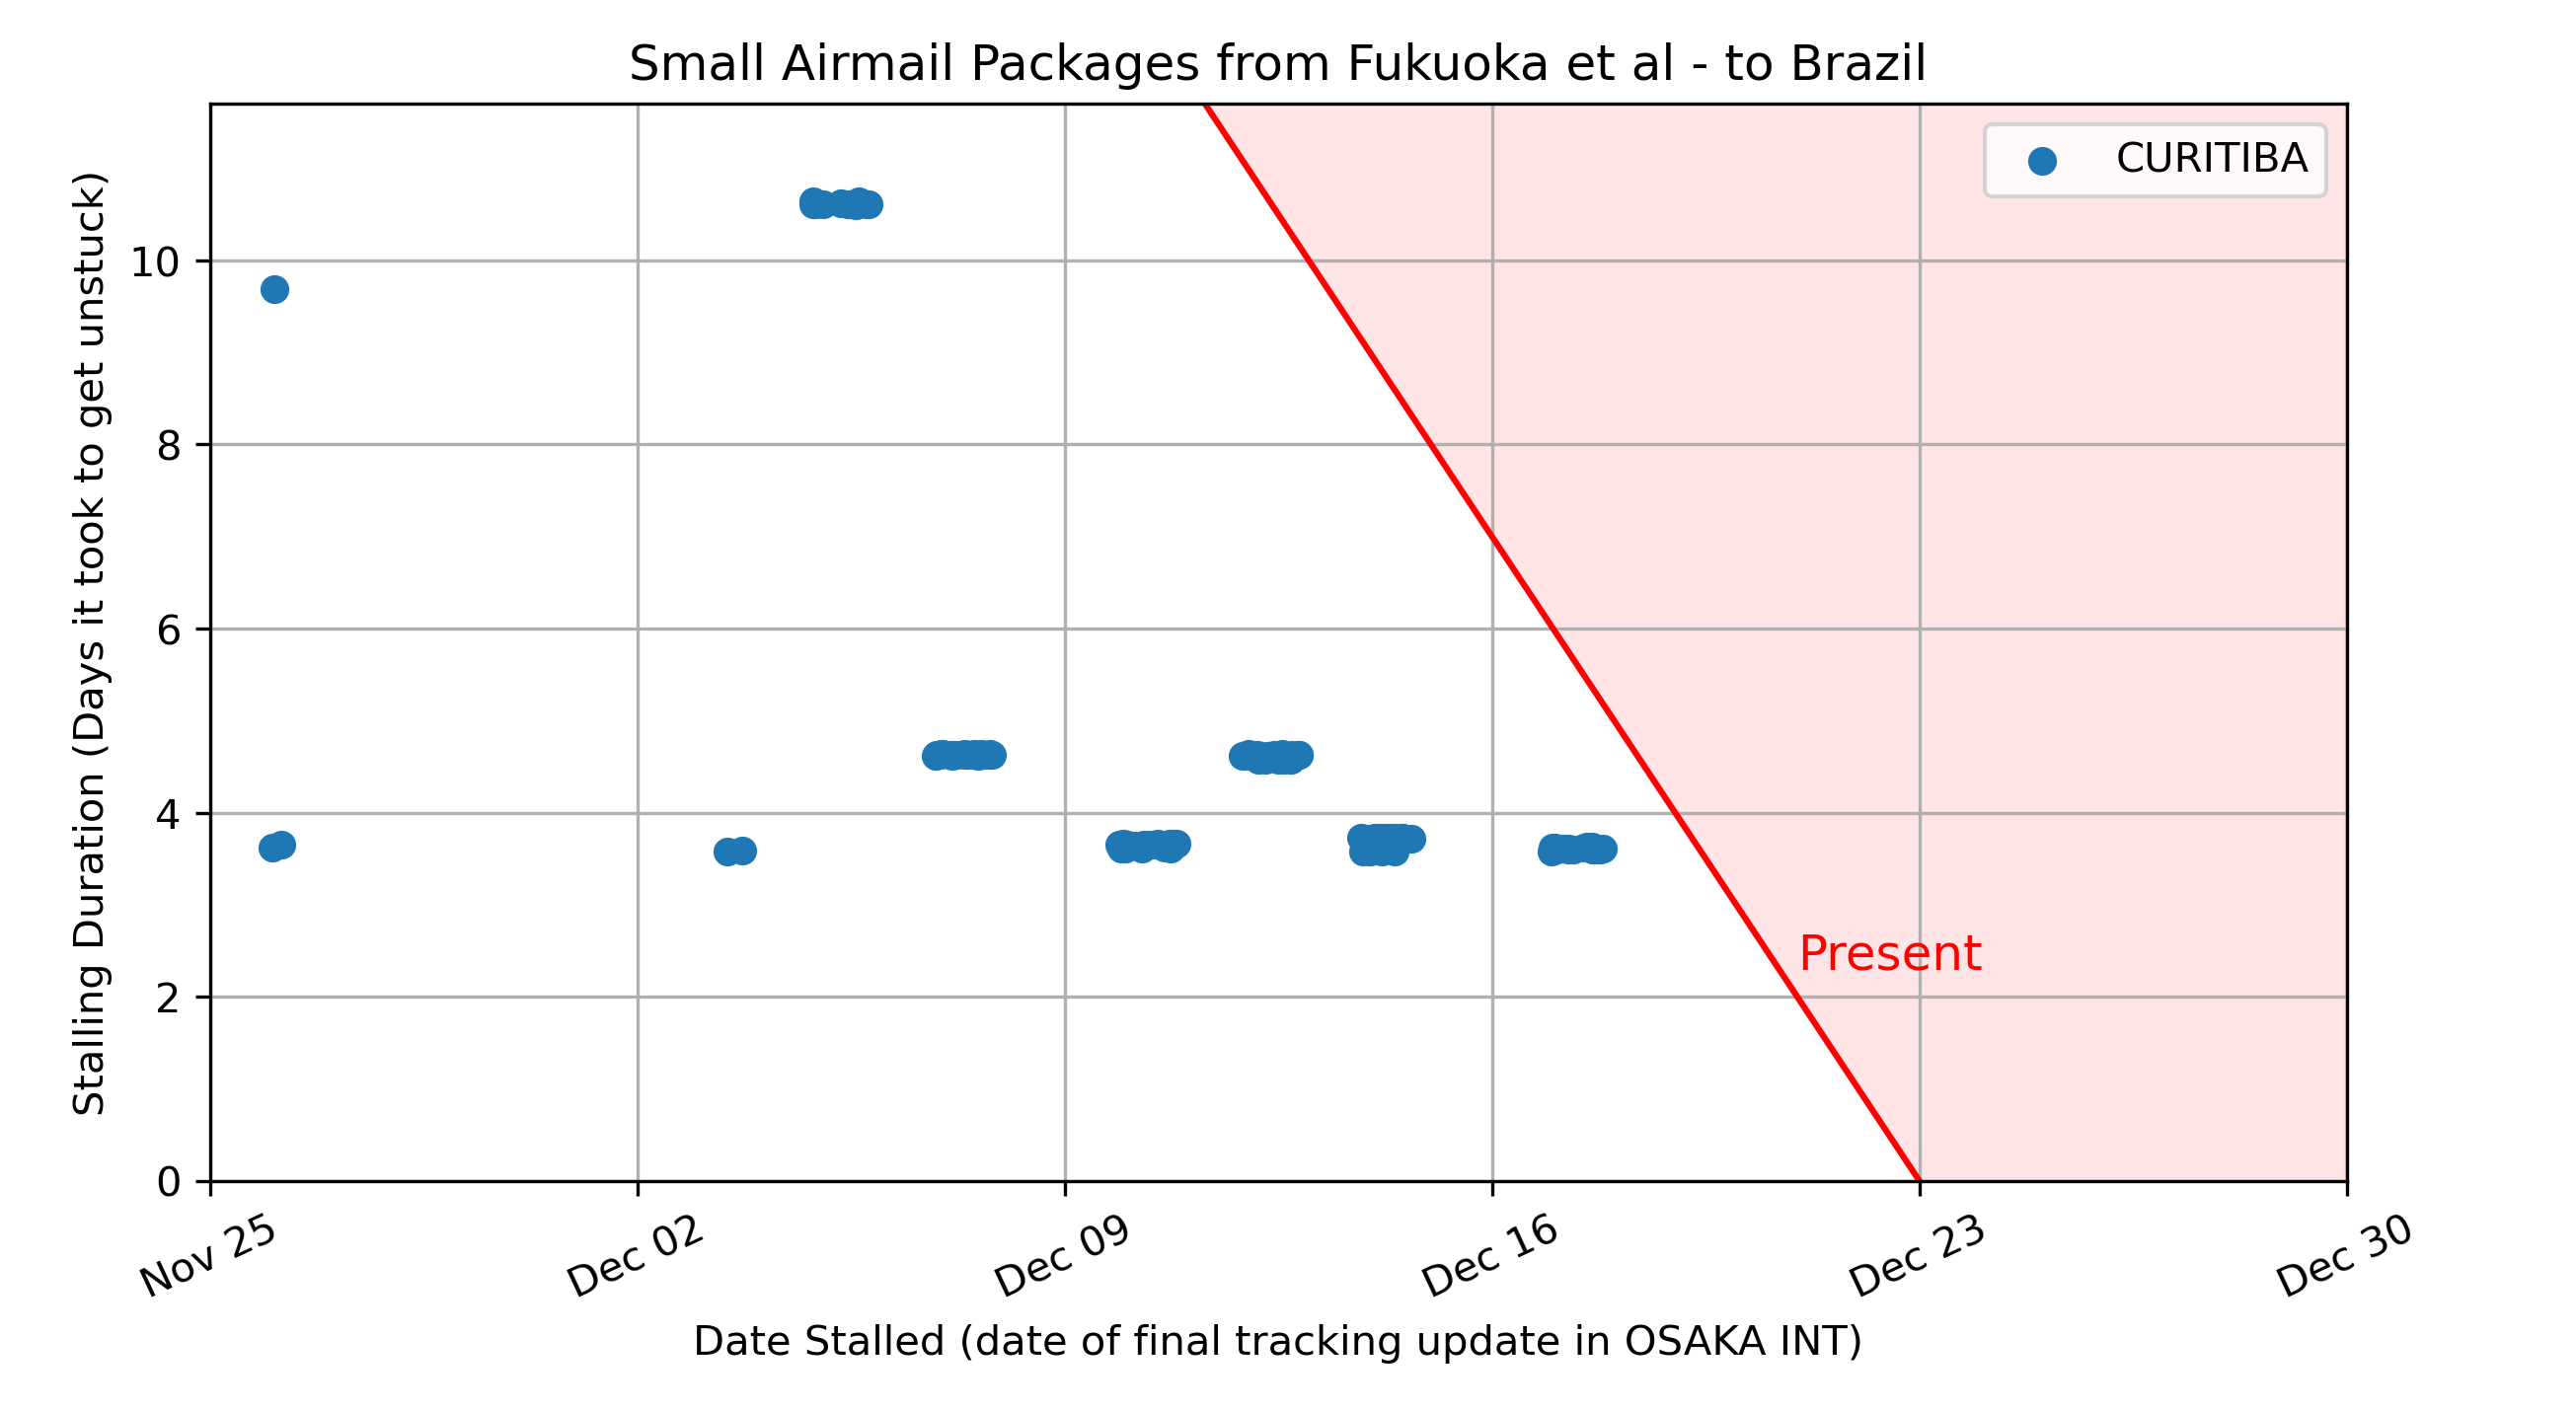 Small Airmail Packages from Fukuoka et al - to Brazil
CURITIBA
Stalling Duration (Days it took to get unstuck)
10
8
6
4
2
0
Present
Nov 25
Dec 02
Dec 09
Dec 16
Dec 23
Dec 30
Date Stalled (date of final tracking update in OSAKA INT)